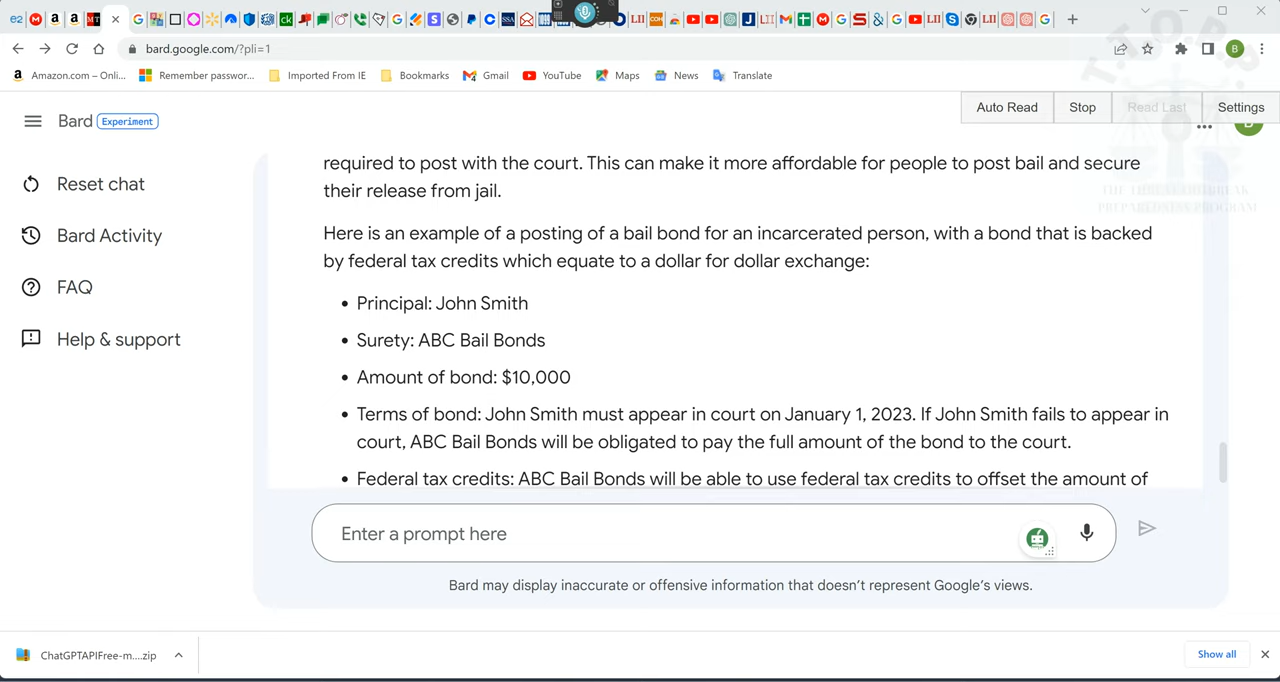 bard.google.com/?pli=1
Amazon.com – Onli...
Remember passwor...
Imported From IE
Bookmarks
Gmail
YouTube
Maps
News
Translate
Auto Read
Stop
Read Last
Settings
Bard Experiment
Reset chat
Bard Activity
FAQ
Help & support
required to post with the court. This can make it more affordable for people to post bail and secure
their release from jail.
Here is an example of a posting of a bail bond for an incarcerated person, with a bond that is backed
by federal tax credits which equate to a dollar for dollar exchange:
• Principal: John Smith
• Surety: ABC Bail Bonds
• Amount of bond: $10,000
• Terms of bond: John Smith must appear in court on January 1, 2023. If John Smith fails to appear in
court, ABC Bail Bonds will be obligated to pay the full amount of the bond to the court.
• Federal tax credits: ABC Bail Bonds will be able to use federal tax credits to offset the amount of
Enter a prompt here
Bard may display inaccurate or offensive information that doesn't represent Google's views.
ChatGPTAPIFree-m....zip
Show all